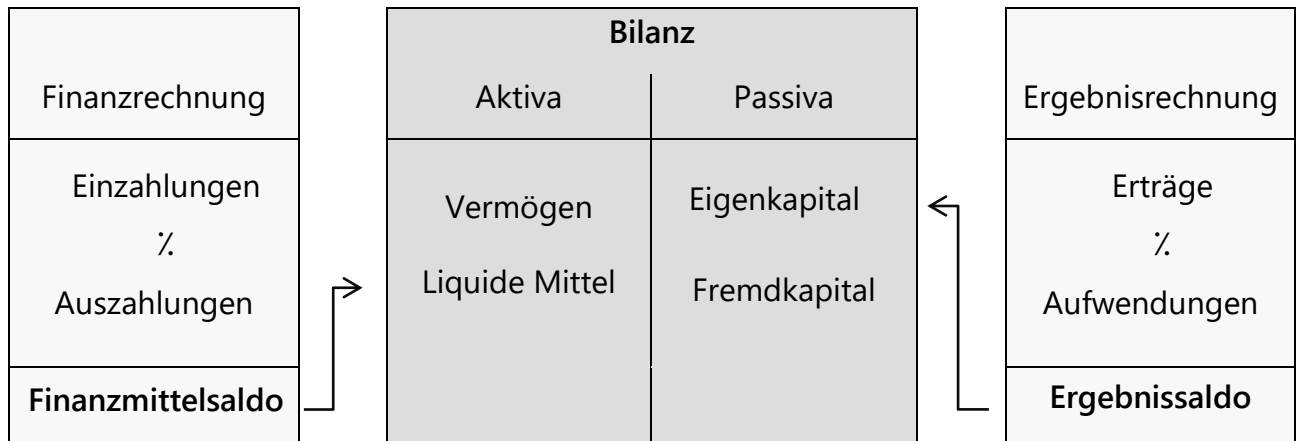 Finanzrechnung
Einzahlungen
⁒
Auszahlungen
Finanzmittelsaldo
Bilanz
Aktiva
Passiva
Vermögen
Liquide Mittel
Eigenkapital
Fremdkapital
Ergebnisrechnung
Erträge
⁒
Aufwendungen
Ergebnissaldo